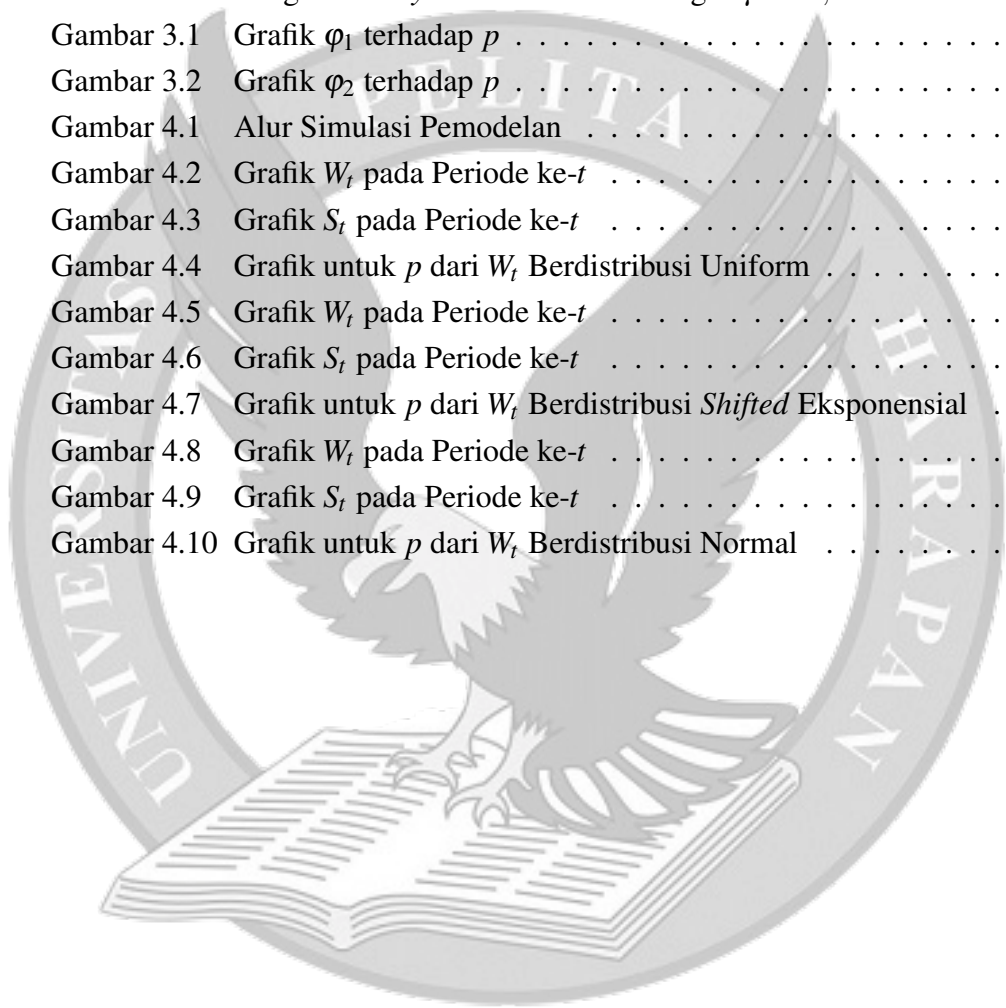 Gambar 3.1 Grafik φ1 terhadap p . . . . . . . . . . . . . . . . . . . . .
Gambar 3.2 Grafik φ2 terhadap p . . . . . . . . . . . . . . . . . . . . .
Gambar 4.1 Alur Simulasi Pemodelan . . . . . . . . . . . . . . . . . .
Gambar 4.2 Grafik Wt pada Periode ke-t . . . . . . . . . . . . . . . . .
Gambar 4.3 Grafik St pada Periode ke-t . . . . . . . . . . . . . . . . .
Gambar 4.4 Grafik untuk p dari Wt Berdistribusi Uniform . . . . . . . .
Gambar 4.5 Grafik Wt pada Periode ke-t . . . . . . . . . . . . . . . . .
Gambar 4.6 Grafik St pada Periode ke-t . . . . . . . . . . . . . . . . .
Gambar 4.7 Grafik untuk p dari Wt Berdistribusi Shifted Eksponensial .
Gambar 4.8 Grafik Wt pada Periode ke-t . . . . . . . . . . . . . . . . .
Gambar 4.9 Grafik St pada Periode ke-t . . . . . . . . . . . . . . . . .
Gambar 4.10 Grafik untuk p dari Wt Berdistribusi Normal . . . . . . . .
UNIVERSITAS PELITA HARAPAN